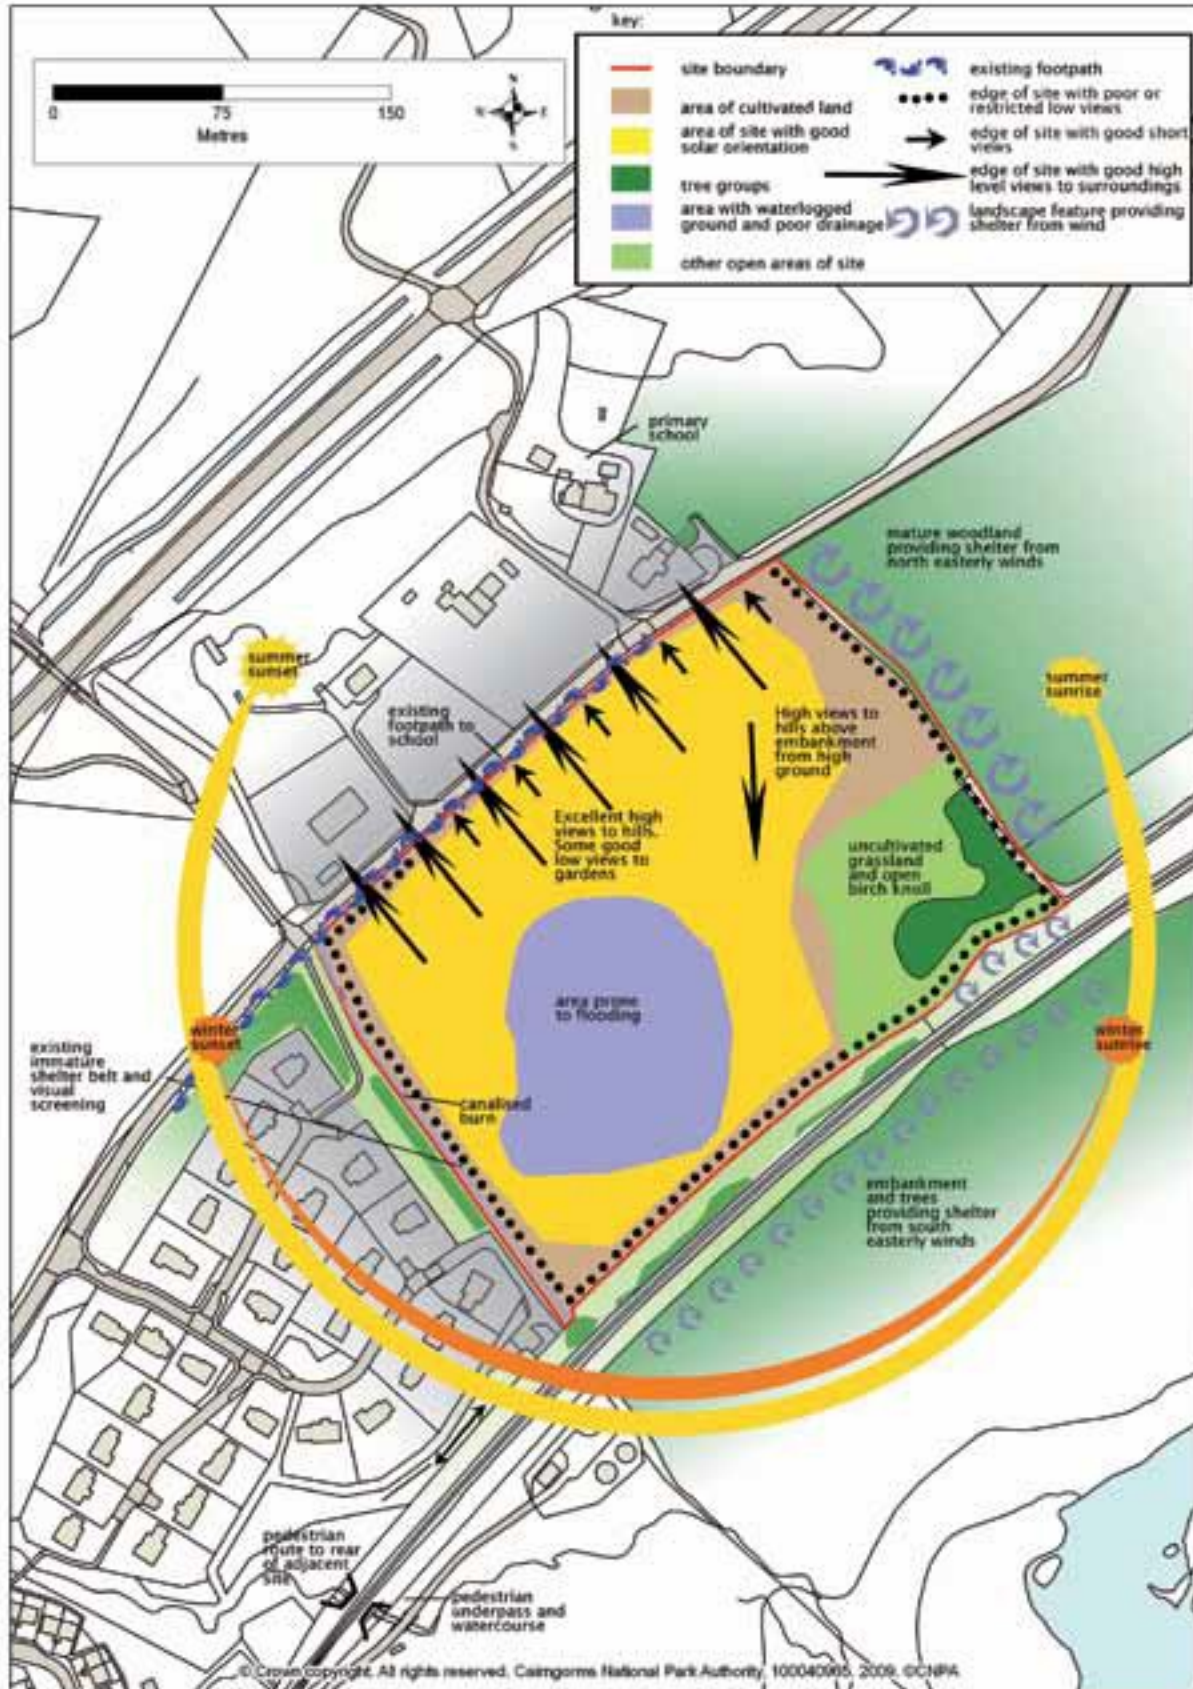 key:
site boundary
area of cultivated land
area of site with good
solar orientation
tree groups
area with waterlogged
ground and poor drainage
other open areas of site
existing footpath
edge of site with poor or
restricted low views
edge of site with good short
views
edge of site with good high
level views to surroundings
landscape feature providing
shelter from wind
0
75
150
Metres
N
E
S
primary
school
mature woodland
providing shelter from
north easterly winds
summer
sunset
summer
sunrise
existing
footpath to
school
High views to
hills above
embankment
from high
ground
Excellent high
views to hills.
Some good
low views to
gardens
uncultivated
grassland
and open
birch knoll
area prone
to flooding
winter
sunset
winter
sunrise
existing
immature
shelter belt and
visual
screening
canalised
burn
embankment
and trees
providing shelter
from south
easterly winds
pedestrian
route to rear
of adjacent
site
pedestrian
underpass and
watercourse
© Crown copyright. All rights reserved. Cairngorms National Park Authority. 100040965. 2009. ©CNPA